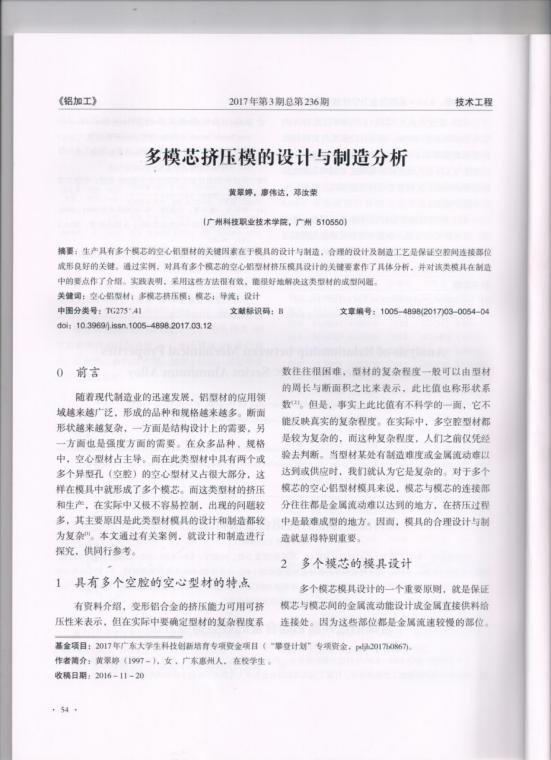 《铝加工》 2017年第3期总第236期 技术工程
多模芯挤压模的设计与制造分析
黄翠婷，廖伟达，邓汝荣
（广州科技职业技术学院，广州 510550）
摘要：生产具有多个模芯的空心铝型材的关键因素在于模具的设计与制造，合理的设计及制造工艺是保证空腔间连接部位
成形良好的关键。通过实例，对具有多个模芯的空心铝型材挤压模具设计的关键要素作了具体分析，并对该类模具在制造
中的要点作了介绍。实践表明，采用这些方法很有效，能很好地解决这类型材的成型问题。
关键词：空心铝型材；多模芯挤压模；模芯；导流；设计
中图分类号：TG275+.41 文献标识码：B 文章编号：1005-4898(2017)03-0054-04
doi：10.3969/j.issn.1005-4898.2017.03.12
0 前言
随着现代制造业的迅速发展，铝型材的应用领
域越来越广泛，形成的品种和规格越来越多。断面
形状越来越复杂，一方面是结构设计上的需要，另
一方面也是强度方面的需要。在众多品种、规格
中，空心型材占主导。而在此类型材中具有两个或
多个异型孔（空腔）的空心型材又占很大部分，这
样在模具中就形成了多个模芯。而这类型材的挤压
和生产，在实际中又极不容易控制，出现的问题较
多，其主要原因是此类型材模具的设计和制造都较
为复杂[1]。本文通过有关案例，就设计和制造进行
探究，供同行参考。
1 具有多个空腔的空心型材的特点
有资料介绍，变形铝合金的挤压能力可用可挤
压性来表示，但在实际中要确定型材的复杂程度系
数往往很困难，型材的复杂程度一般可以由型材
的周长与断面积之比来表示，此比值也称形状系
数[2]。但是，事实上此比值有不科学的一面，它不
能反映真实的复杂程度。在实际中，多空腔型材都
是较为复杂的，而这种复杂程度，人们之前仅凭经
验去判断。当型材某处有制造难度或金属流动难以
达到或供应时，我们就认为它是复杂的。对于多个
模芯的空心铝型材模具来说，模芯与模芯的连接部
分往往都是金属流动难以达到的地方，在挤压过程
中是最难成型的地方。因而，模具的合理设计与制
造就显得特别重要。
2 多个模芯的模具设计
多个模芯模具设计的一个重要原则，就是保证
模芯与模芯间的金属流动能设计成金属直接供料给
连接处。因为这些部位都是金属流速较慢的部位。
基金项目：2017年广东大学生科技创新培育专项资金项目（“攀登计划”专项资金，pdjh2017b0867）。
作者简介：黄翠婷（1997-），女、广东惠州人，在校学生。
收稿日期：2016-11-20
· 54 ·